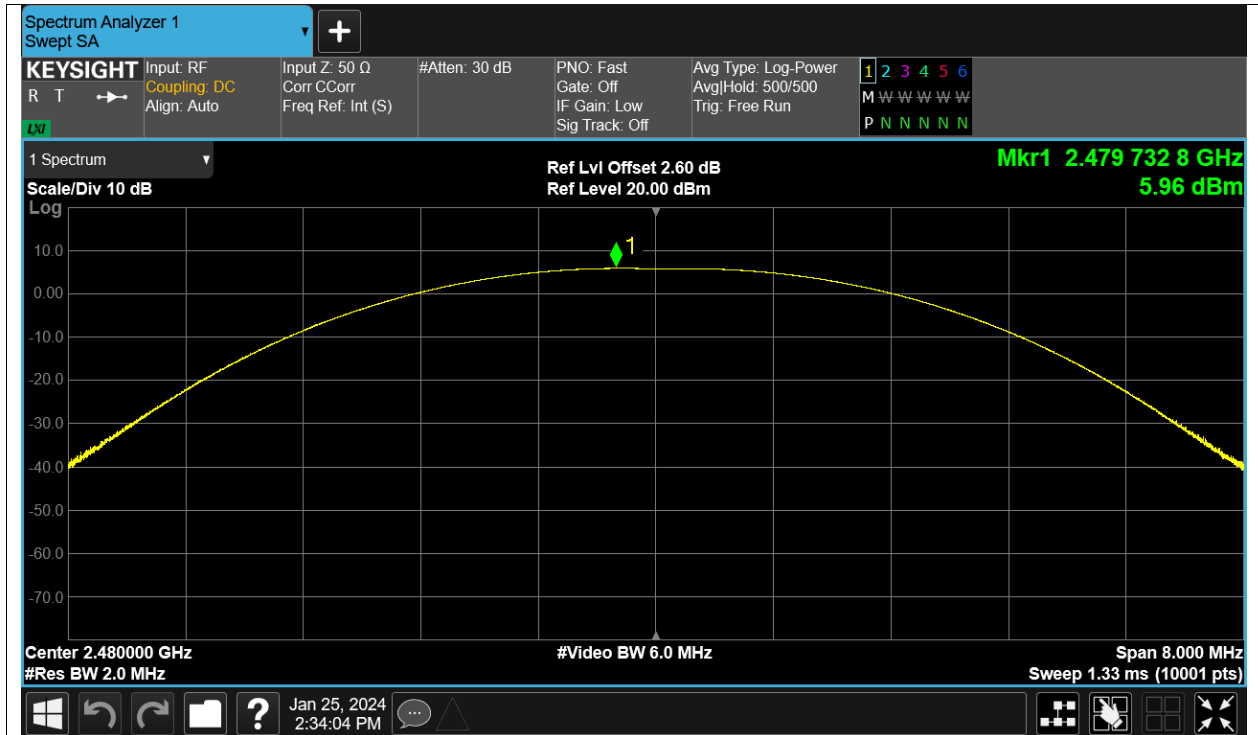 Spectrum Analyzer 1
Swept SA
KEYSIGHT
R T
LXI
Input: RF
Coupling: DC
Align: Auto
Input Z: 50 Ω
Corr CCorr
Freq Ref: Int (S)
#Atten: 30 dB
PNO: Fast
Gate: Off
IF Gain: Low
Sig Track: Off
Avg Type: Log-Power
Avg|Hold: 500/500
Trig: Free Run
1 2 3 4 5 6
M W W W W W
P N N N N N
1 Spectrum
Scale/Div 10 dB
Log
Ref Lvl Offset 2.60 dB
Ref Level 20.00 dBm
Mkr1 2.479 732 8 GHz
5.96 dBm
1
10.0
0.00
-10.0
-20.0
-30.0
-40.0
-50.0
-60.0
-70.0
Center 2.480000 GHz
#Res BW 2.0 MHz
#Video BW 6.0 MHz
Span 8.000 MHz
Sweep 1.33 ms (10001 pts)
?
Jan 25, 2024
2:34:04 PM